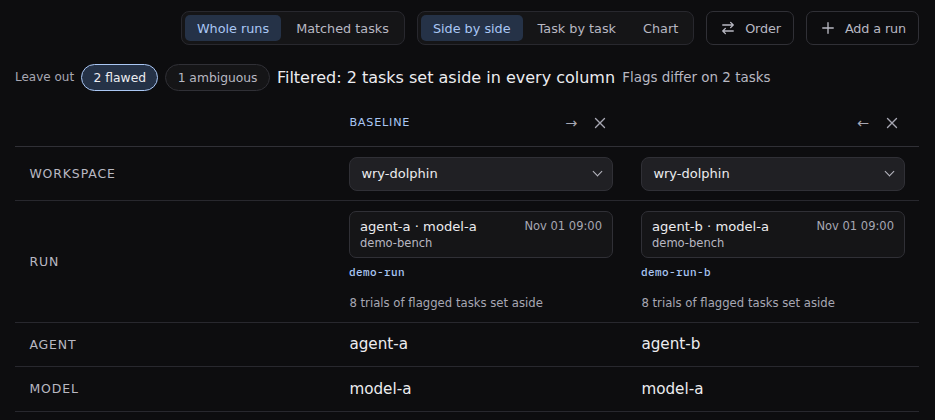 Whole runs Matched tasks Side by side Task by task Chart Order Add a run
Leave out 2 flawed 1 ambiguous Filtered: 2 tasks set aside in every column Flags differ on 2 tasks
BASELINE → ←
WORKSPACE wry-dolphin wry-dolphin
RUN
agent-a · model-a Nov 01 09:00
demo-bench
demo-run
8 trials of flagged tasks set aside
agent-b · model-a Nov 01 09:00
demo-bench
demo-run-b
8 trials of flagged tasks set aside
AGENT agent-a agent-b
MODEL model-a model-a